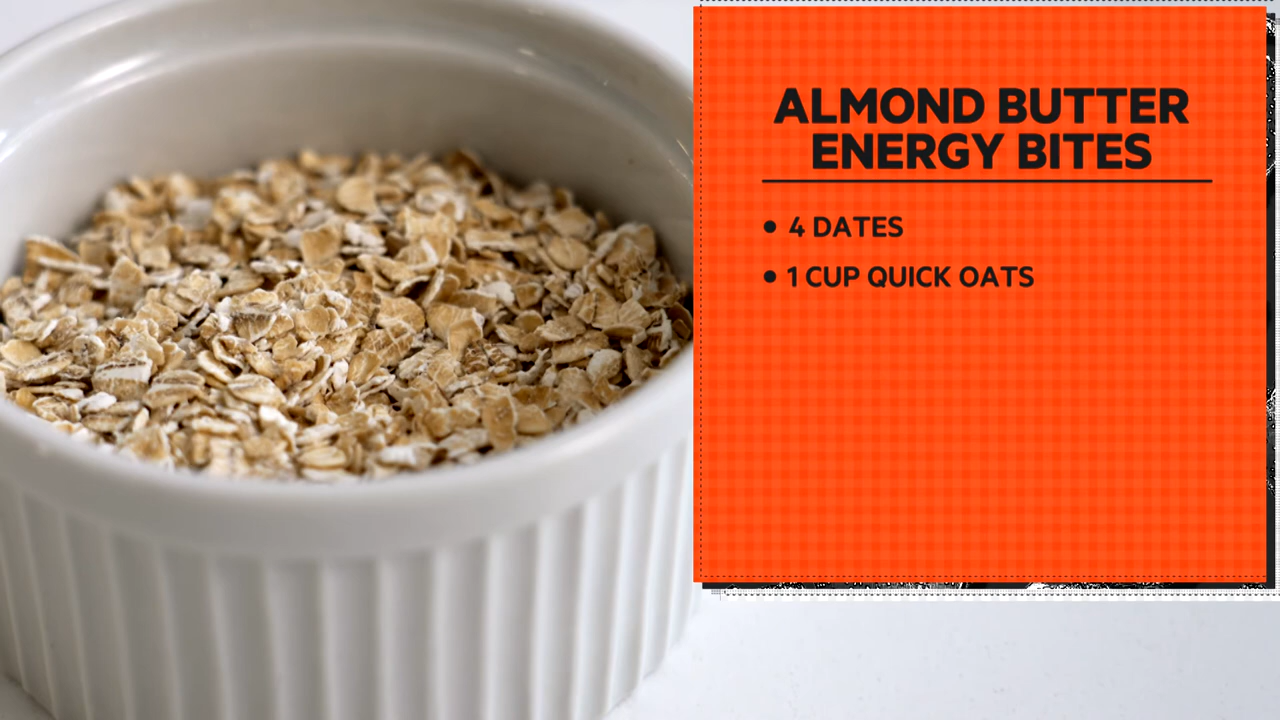 ALMOND BUTTER
ENERGY BITES
• 4 DATES
• 1 CUP QUICK OATS